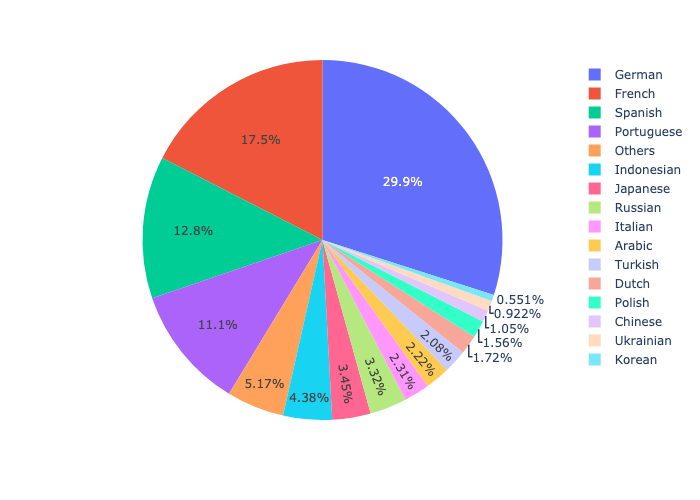 29.9%
17.5%
12.8%
11.1%
5.17%
4.38%
3.45%
3.32%
2.31%
2.22%
2.08%
1.72%
1.56%
1.05%
0.922%
0.551%
German
French
Spanish
Portuguese
Others
Indonesian
Japanese
Russian
Italian
Arabic
Turkish
Dutch
Polish
Chinese
Ukrainian
Korean